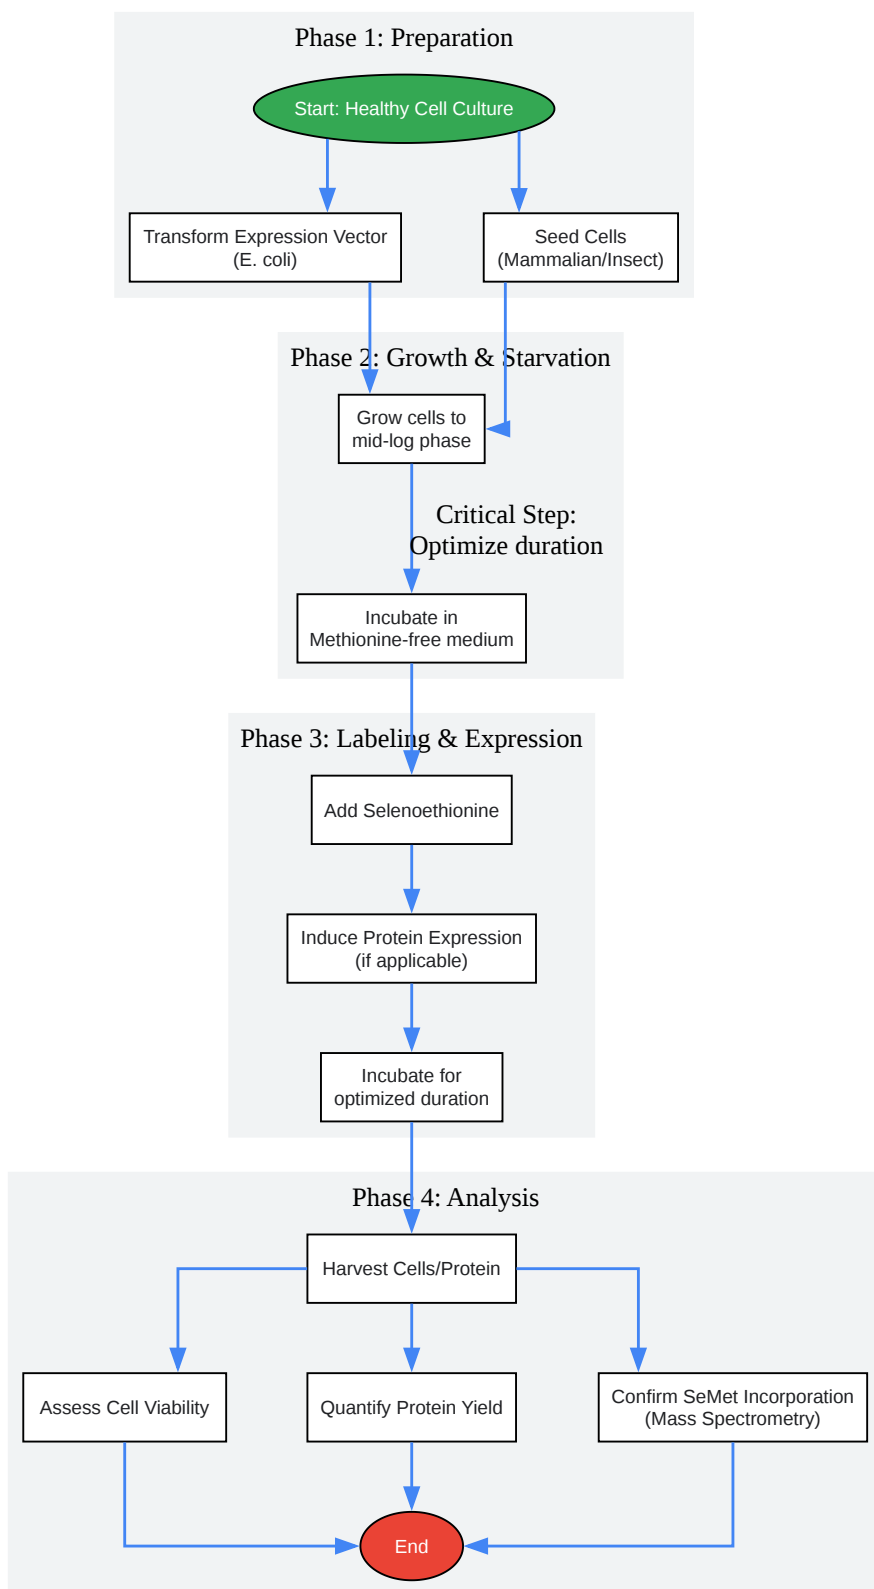 Phase 1: Preparation
Start: Healthy Cell Culture
Transform Expression Vector
(E. coli)
Seed Cells
(Mammalian/Insect)
Phase 2: Growth & Starvation
Grow cells to
mid-log phase
Critical Step:
Optimize duration
Incubate in
Methionine-free medium
Phase 3: Labeling & Expression
Add Selenoethionine
Induce Protein Expression
(if applicable)
Incubate for
optimized duration
Phase 4: Analysis
Harvest Cells/Protein
Assess Cell Viability
Quantify Protein Yield
Confirm SeMet Incorporation
(Mass Spectrometry)
End